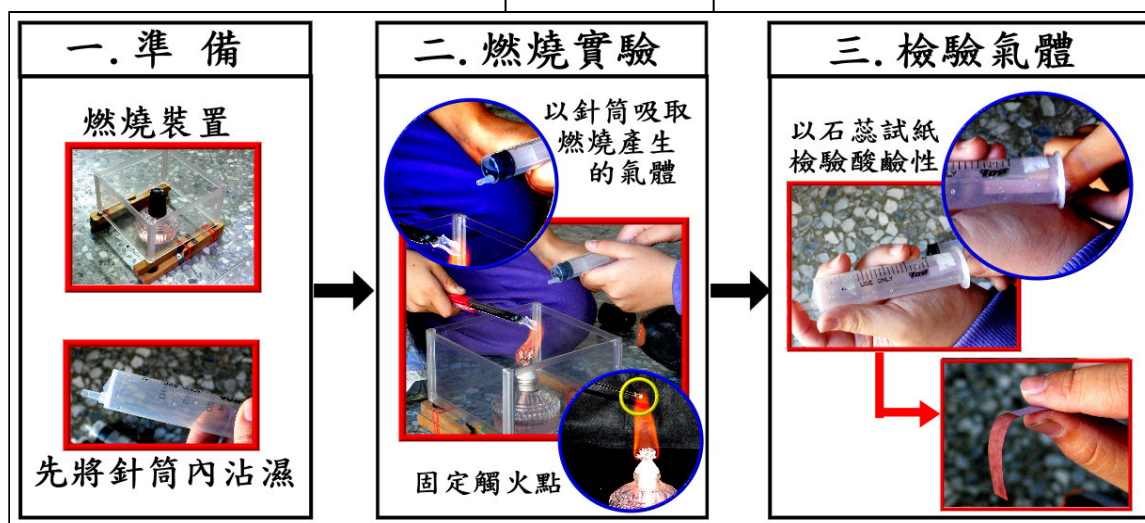 一.準 備
燃燒裝置
先將針筒內沾濕
二.燃燒實驗
以針筒吸取
燃燒產生
的氣體
固定觸火點
三.檢驗氣體
以石蕊試紙
檢驗酸鹼性
USE ONLY